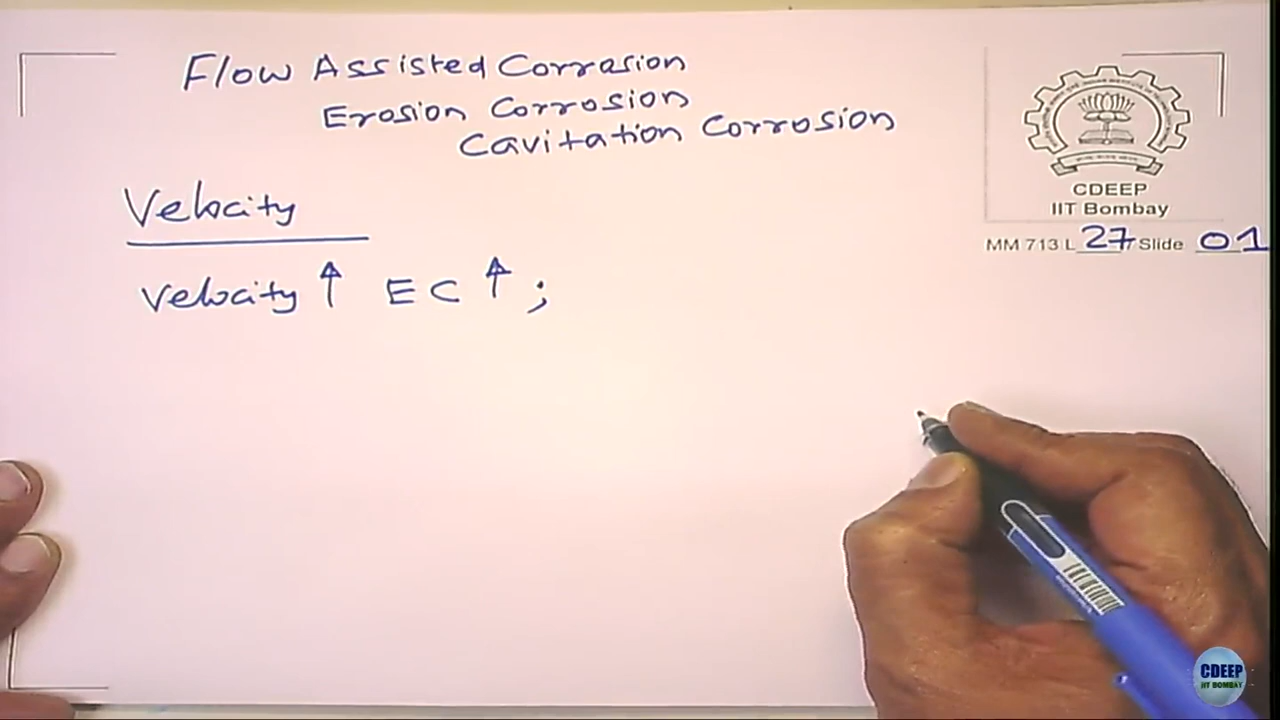 Flow Assisted Corrosion
Erosion Corrosion
Cavitation Corrosion
Velocity
Velocity ↑ EC ↑ ;
CDEEP
IIT Bombay
MM 713 L 27 / Slide 01
CDEEP
IIT BOMBAY